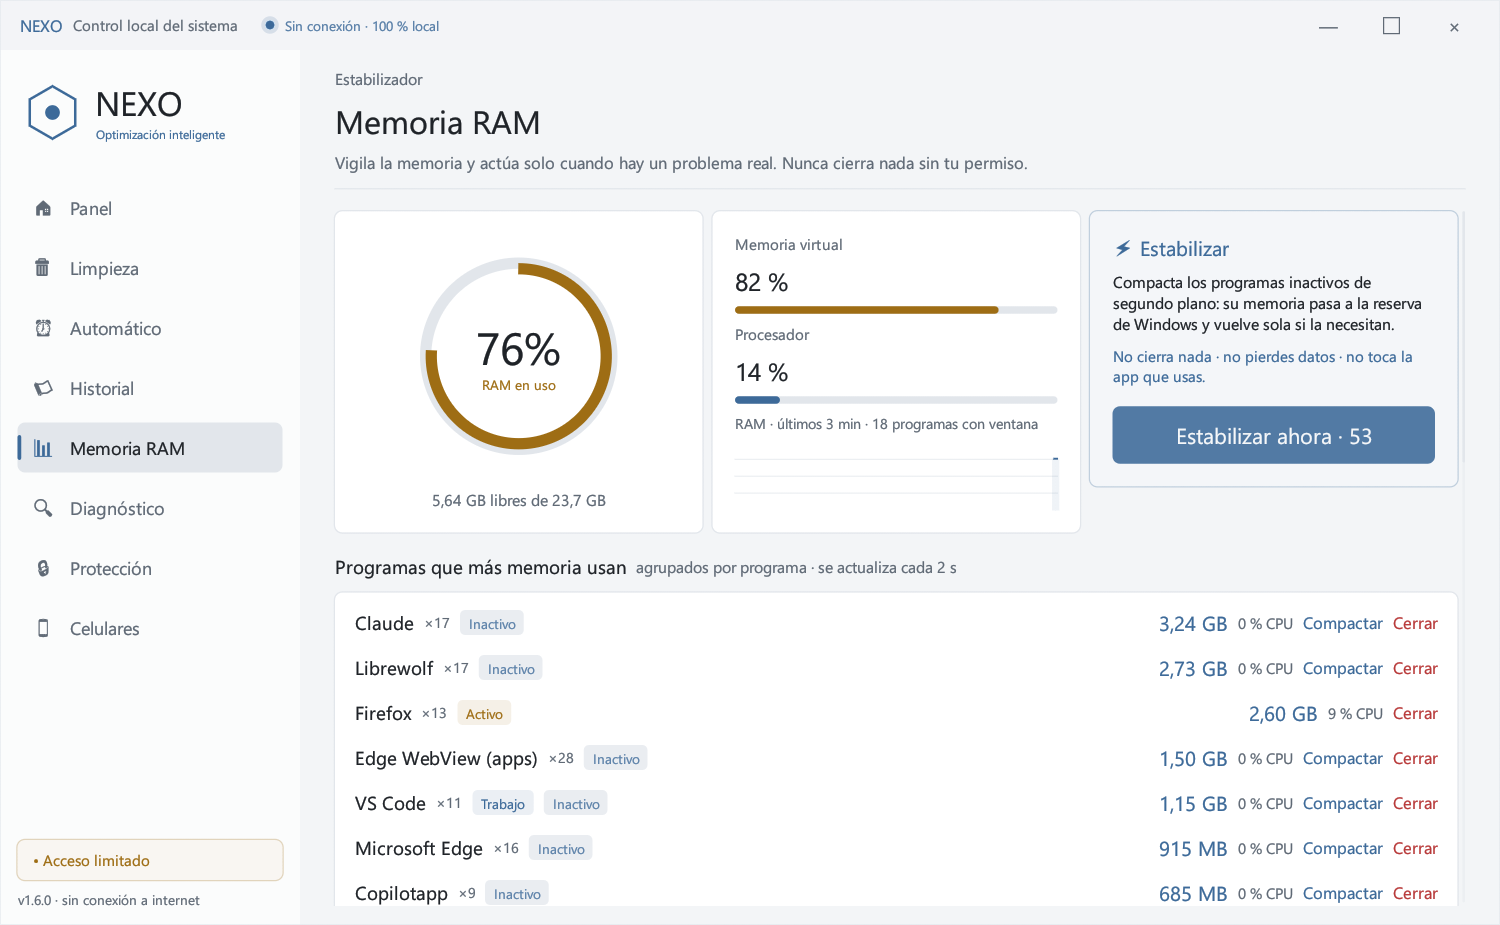 NEXO Control local del sistema Sin conexión · 100 % local
NEXO
Optimización inteligente
Panel
Limpieza
Automático
Historial
Memoria RAM
Diagnóstico
Protección
Celulares
• Acceso limitado
v1.6.0 · sin conexión a internet
Estabilizador
Memoria RAM
Vigila la memoria y actúa solo cuando hay un problema real. Nunca cierra nada sin tu permiso.
76%
RAM en uso
5,64 GB libres de 23,7 GB
Memoria virtual
82 %
Procesador
14 %
RAM · últimos 3 min · 18 programas con ventana
Estabilizar
Compacta los programas inactivos de
segundo plano: su memoria pasa a la reserva
de Windows y vuelve sola si la necesitan.
No cierra nada · no pierdes datos · no toca la
app que usas.
Estabilizar ahora · 53
Programas que más memoria usan agrupados por programa · se actualiza cada 2 s
Claude ×17 Inactivo 3,24 GB 0 % CPU Compactar Cerrar
Librewolf ×17 Inactivo 2,73 GB 0 % CPU Compactar Cerrar
Firefox ×13 Activo 2,60 GB 9 % CPU Cerrar
Edge WebView (apps) ×28 Inactivo 1,50 GB 0 % CPU Compactar Cerrar
VS Code ×11 Trabajo Inactivo 1,15 GB 0 % CPU Compactar Cerrar
Microsoft Edge ×16 Inactivo 915 MB 0 % CPU Compactar Cerrar
Copilotapp ×9 Inactivo 685 MB 0 % CPU Compactar Cerrar